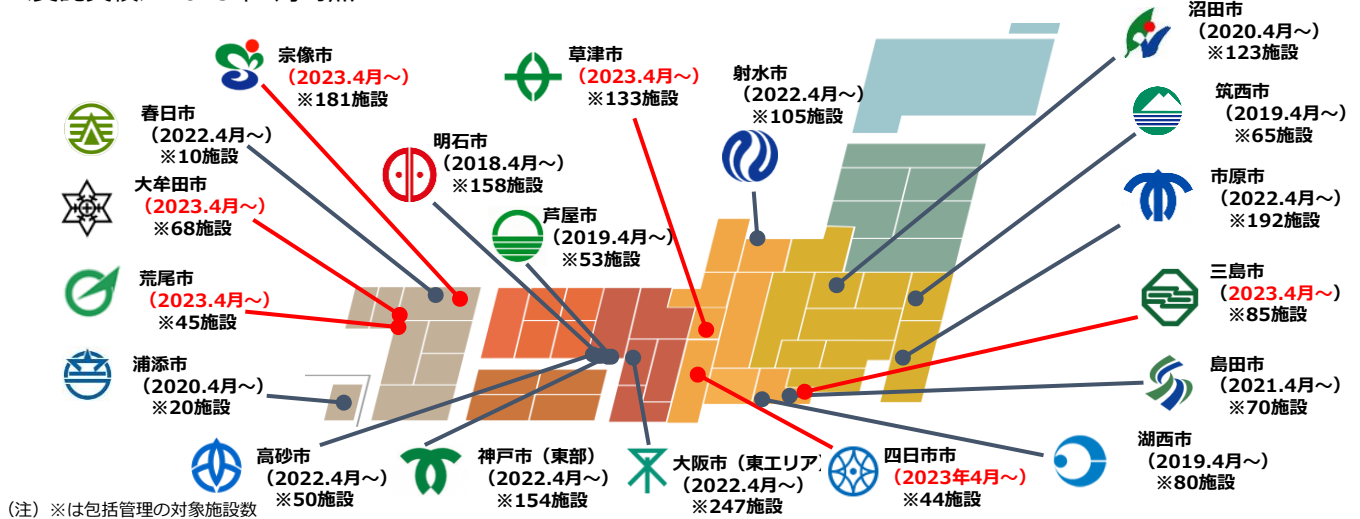 宗像市
(2023.4月～)
※181施設
草津市
(2023.4月～)
※133施設
射水市
(2022.4月～)
※105施設
沼田市
(2020.4月～)
※123施設
春日市
(2022.4月～)
※10施設
明石市
(2018.4月～)
※158施設
筑西市
(2019.4月～)
※65施設
大牟田市
(2023.4月～)
※68施設
芦屋市
(2019.4月～)
※53施設
市原市
(2022.4月～)
※192施設
荒尾市
(2023.4月～)
※45施設
三島市
(2023.4月～)
※85施設
浦添市
(2020.4月～)
※20施設
島田市
(2021.4月～)
※70施設
高砂市
(2022.4月～)
※50施設
神戸市（東部）
(2022.4月～)
※154施設
大阪市（東エリア）
(2022.4月～)
※247施設
四日市市
(2023年4月～)
※44施設
湖西市
(2019.4月～)
※80施設
（注）※は包括管理の対象施設数